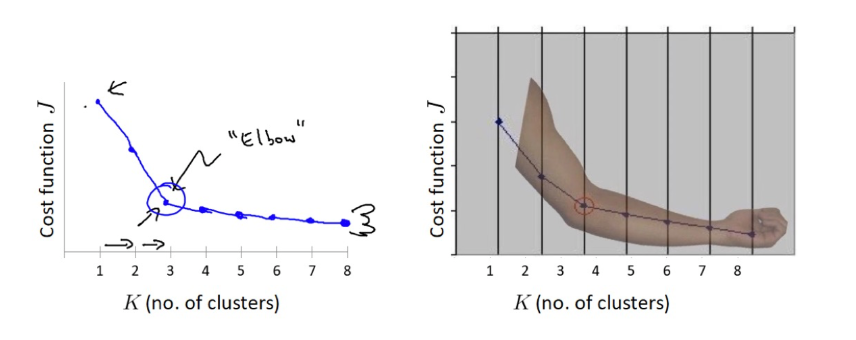 Cost function J
"Elbow"
1 2 3 4 5 6 7 8
K (no. of clusters)
Cost function J
1 2 3 4 5 6 7 8
K (no. of clusters)